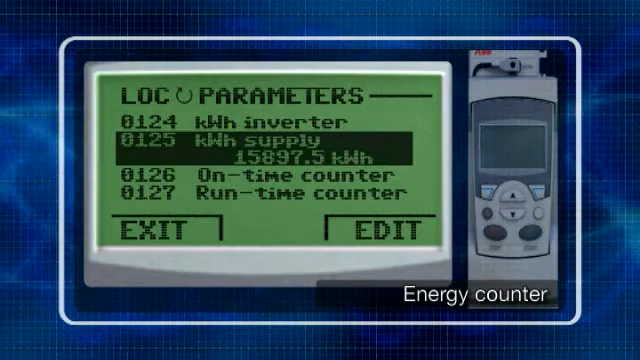 LOC PARAMETERS
0124 kWh inverter
0125 kWh supply
15897.5 kWh
0126 On-time counter
0127 Run-time counter
EXIT EDIT
ABB
Energy counter